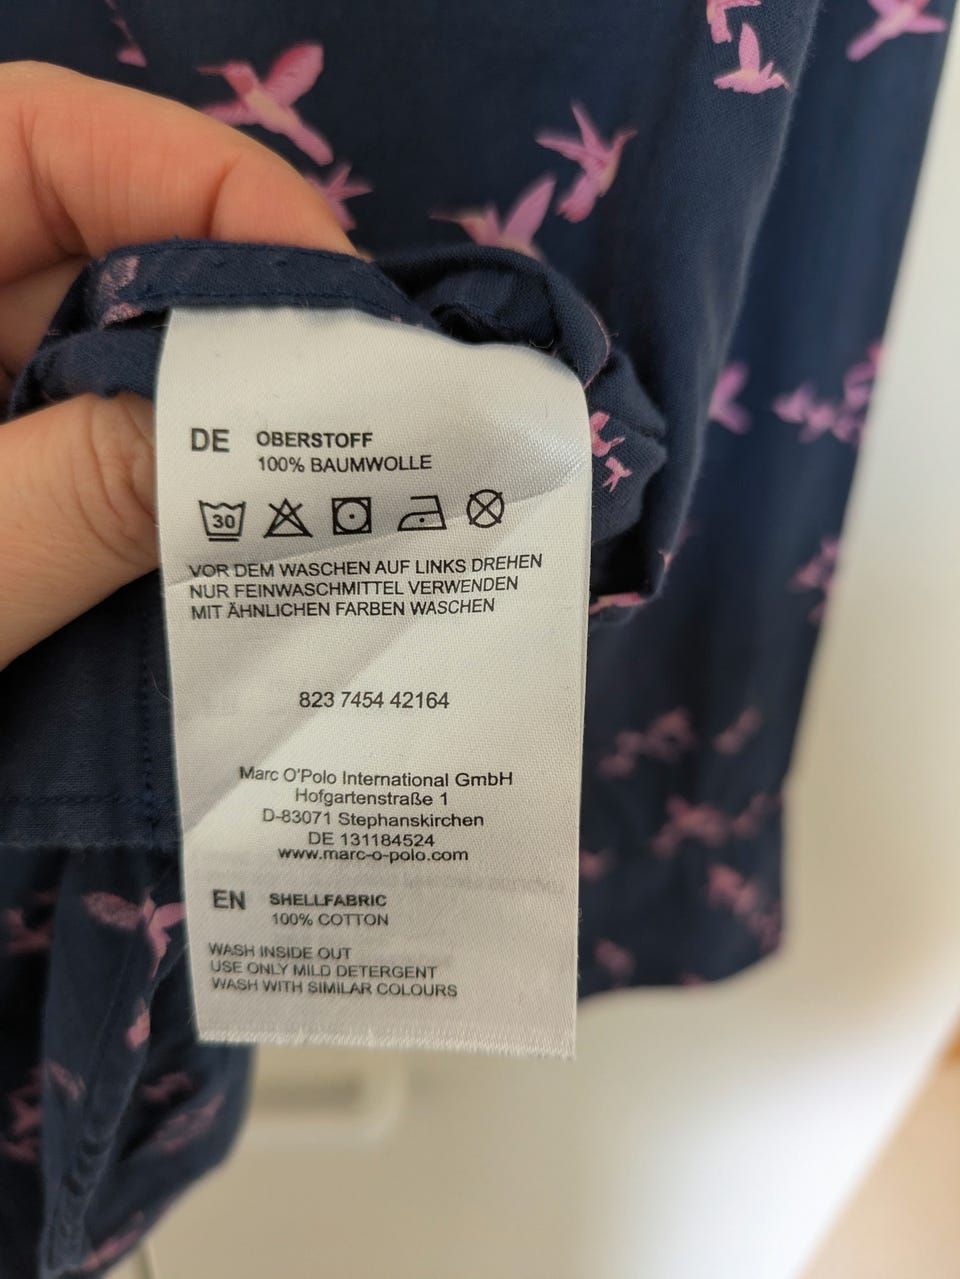 DE OBERSTOFF
100% BAUMWOLLE
30
VOR DEM WASCHEN AUF LINKS DREHEN
NUR FEINWASCHMITTEL VERWENDEN
MIT ÄHNLICHEN FARBEN WASCHEN
823 7454 42164
Marc O'Polo International GmbH
Hofgartenstraße 1
D-83071 Stephanskirchen
DE 131184524
www.marc-o-polo.com
EN SHELLFABRIC
100% COTTON
WASH INSIDE OUT
USE ONLY MILD DETERGENT
WASH WITH SIMILAR COLOURS